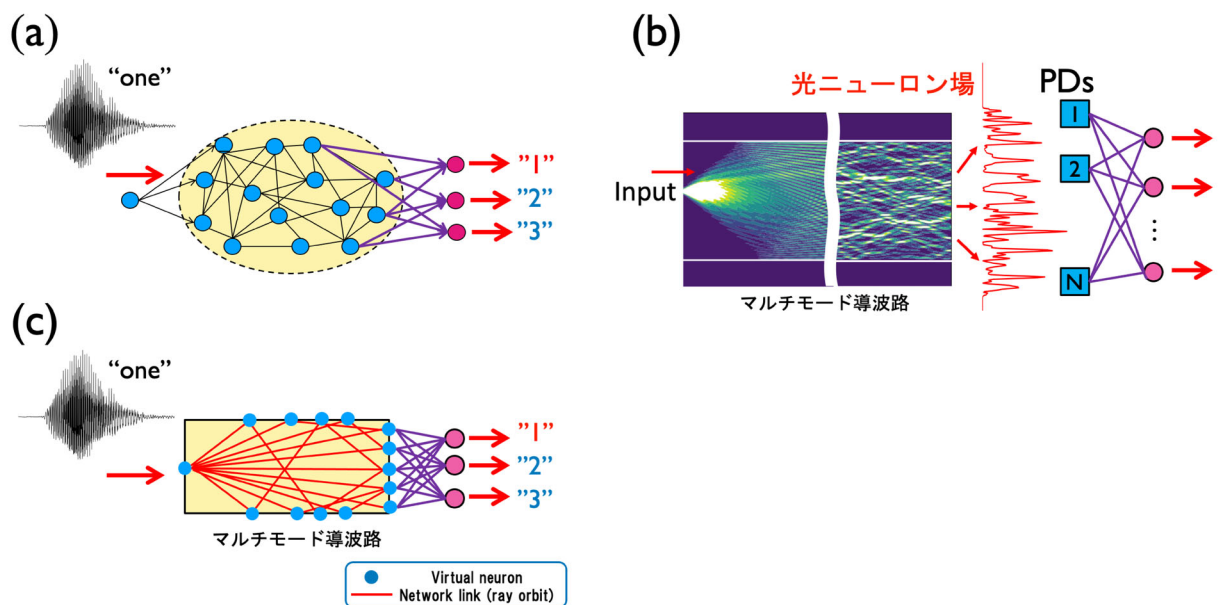 (a)
“one”
”1”
”2”
”3”
(b)
光ニューロン場
PDs
Input
1
2
⋮
N
マルチモード導波路
(c)
“one”
”1”
”2”
”3”
マルチモード導波路
Virtual neuron
Network link (ray orbit)